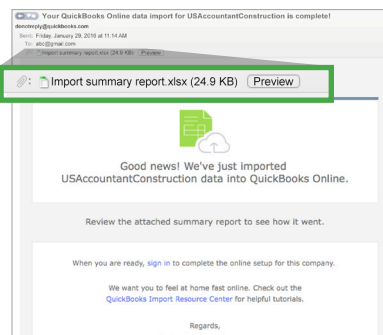 Your QuickBooks Online data import for USAccountantConstruction is complete!
donotreply@quickbooks.com
Sent: Friday, January 29, 2016 at 11:14 AM
To: abc@gmail.com
Import summary report.xlsx (24.9 KB) Preview
Import summary report.xlsx (24.9 KB) Preview
Good news! We've just imported
USAccountantConstruction data into QuickBooks Online.
Review the attached summary report to see how it went.
When you are ready, sign in to complete the online setup for this company.
We want you to feel at home fast online. Check out the
QuickBooks Import Resource Center for helpful tutorials.
Regards,